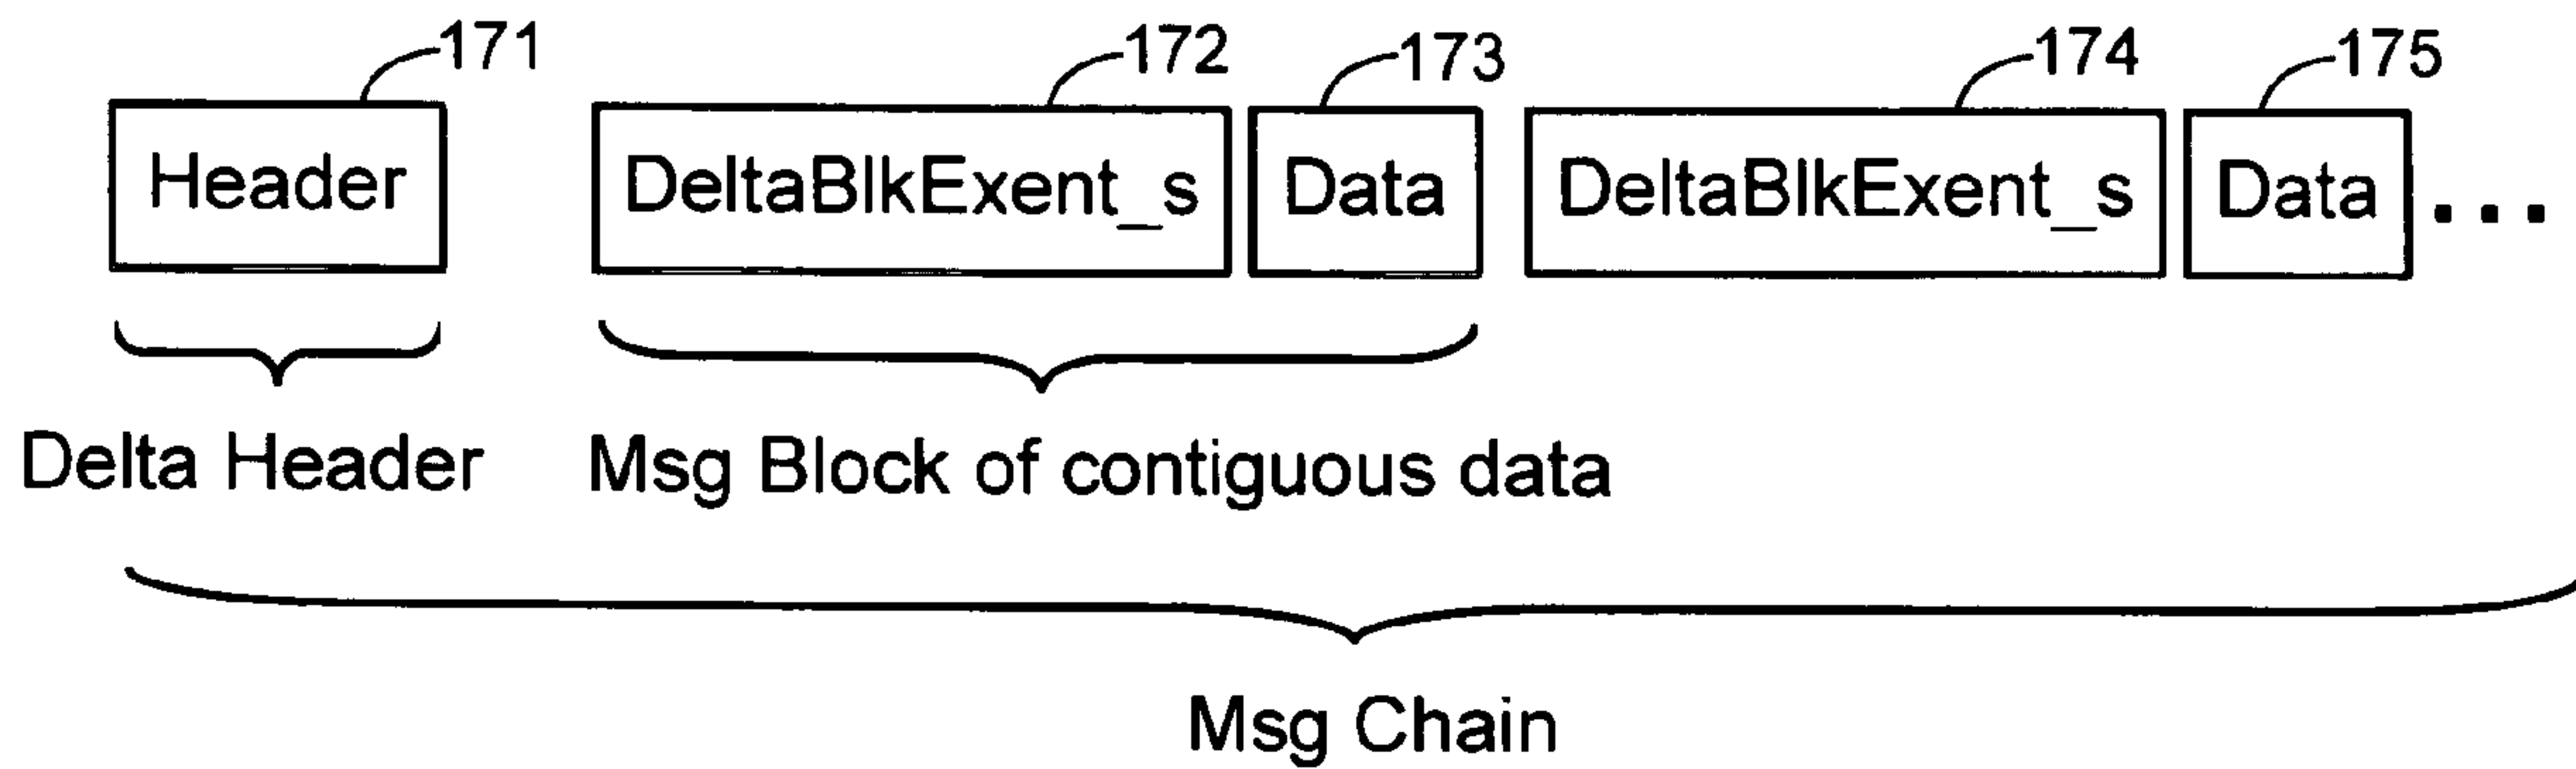 171 172 173 174 175
Header DeltaBlkExent_s Data DeltaBlkExent_s Data ...
Delta Header Msg Block of contiguous data
Msg Chain